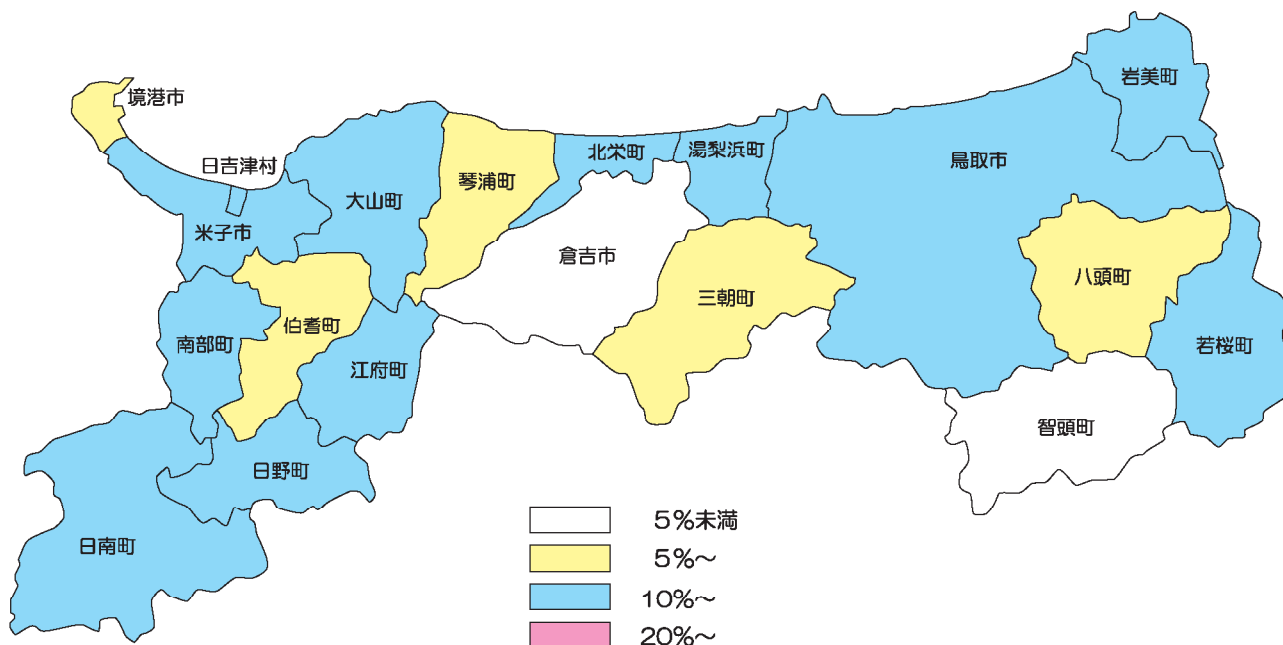 岩美町
境港市
日吉津村
北栄町
湯梨浜町
鳥取市
琴浦町
大山町
米子市
倉吉市
八頭町
三朝町
伯耆町
南部町
若桜町
江府町
智頭町
日野町
日南町
5%未満
5%～
10%～
20%～